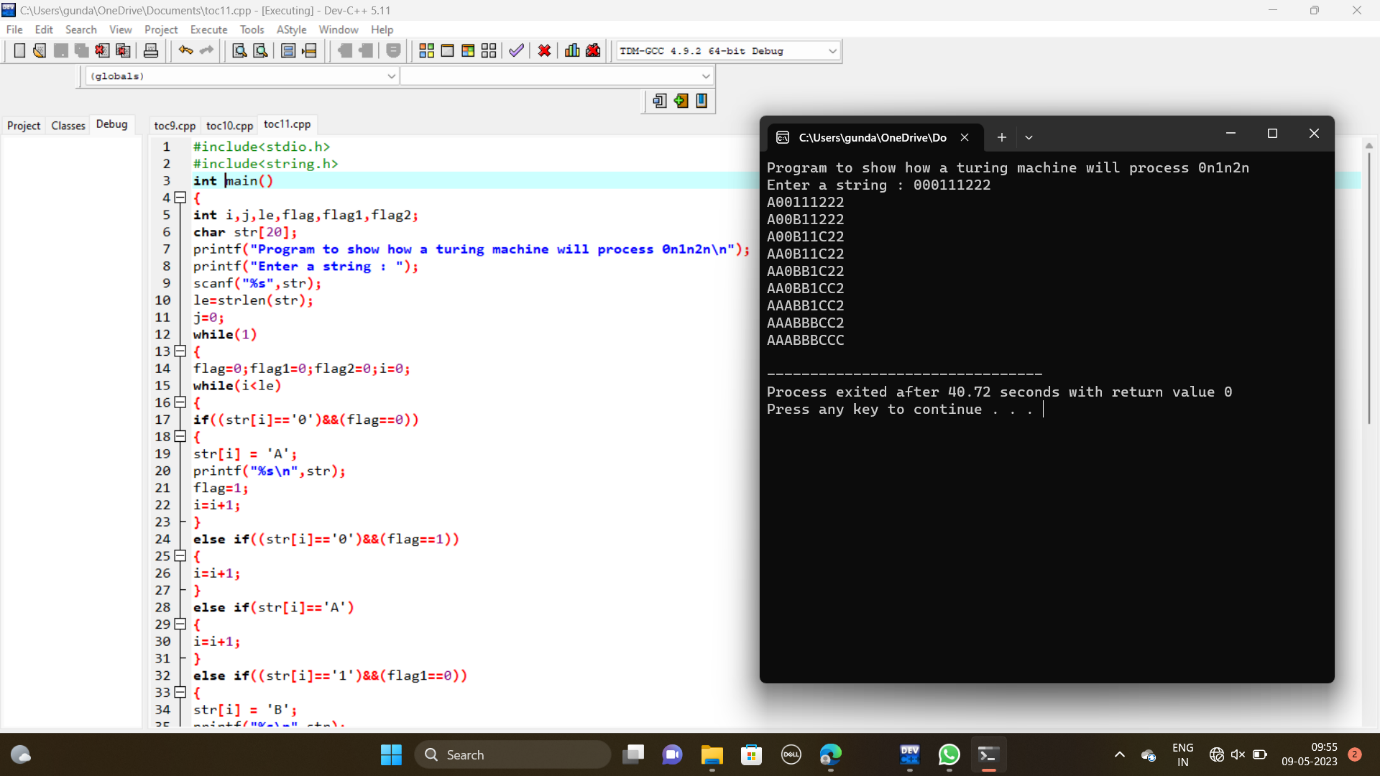 C:\Users\gunda\OneDrive\Documents\toc11.cpp - [Executing] - Dev-C++ 5.11
File Edit Search View Project Execute Tools AStyle Window Help
TDM-GCC 4.9.2 64-bit Debug
(globals)
Project Classes Debug
toc9.cpp toc10.cpp toc11.cpp
1 #include<stdio.h>
2 #include<string.h>
3 int main()
4 {
5 int i,j,le,flag,flag1,flag2;
6 char str[20];
7 printf("Program to show how a turing machine will process 0n1n2n\n");
8 printf("Enter a string : ");
9 scanf("%s",str);
10 le=strlen(str);
11 j=0;
12 while(1)
13 {
14 flag=0;flag1=0;flag2=0;i=0;
15 while(i<le)
16 {
17 if((str[i]=='0')&&(flag==0))
18 {
19 str[i] = 'A';
20 printf("%s\n",str);
21 flag=1;
22 i=i+1;
23 }
24 else if((str[i]=='0')&&(flag==1))
25 {
26 i=i+1;
27 }
28 else if(str[i]=='A')
29 {
30 i=i+1;
31 }
32 else if((str[i]=='1')&&(flag1==0))
33 {
34 str[i] = 'B';
35 printf("%s\n",str);
C:\Users\gunda\OneDrive\Do
Program to show how a turing machine will process 0n1n2n
Enter a string : 000111222
A00111222
A00B11222
A00B11C22
AA0B11C22
AA0BB1C22
AA0BB1CC2
AAABB1CC2
AAABBBCC2
AAABBBCCC
--------------------------------
Process exited after 40.72 seconds with return value 0
Press any key to continue . . .
Search
DELL
DEV
ENG
IN
09:55
09-05-2023
2